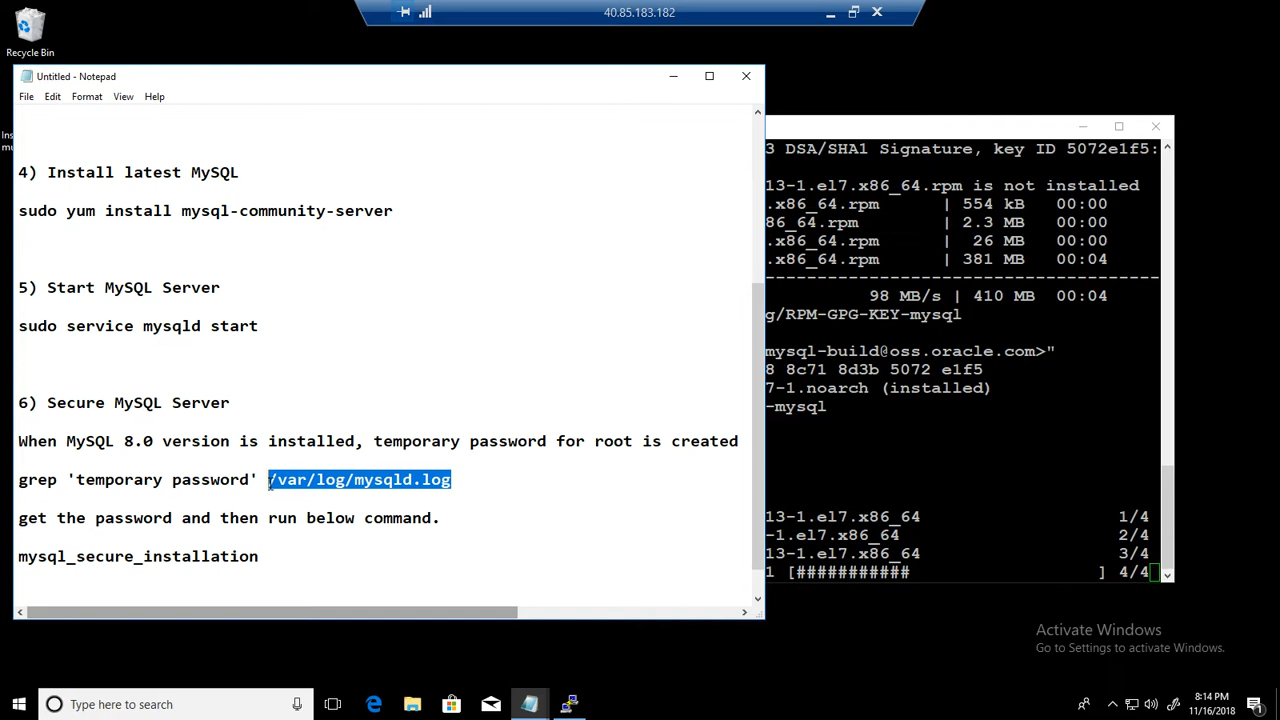 40.85.183.182
Recycle Bin
Untitled - Notepad
File Edit Format View Help
4) Install latest MySQL
sudo yum install mysql-community-server
5) Start MySQL Server
sudo service mysqld start
6) Secure MySQL Server
When MySQL 8.0 version is installed, temporary password for root is created
grep 'temporary password' /var/log/mysqld.log
get the password and then run below command.
mysql_secure_installation
3 DSA/SHA1 Signature, key ID 5072e1f5:
13-1.el7.x86_64.rpm is not installed
.x86_64.rpm | 554 kB 00:00
86_64.rpm | 2.3 MB 00:00
.x86_64.rpm | 26 MB 00:00
.x86_64.rpm | 381 MB 00:04
--------------------------------------------------
98 MB/s | 410 MB 00:04
g/RPM-GPG-KEY-mysql
mysql-build@oss.oracle.com>"
8 8c71 8d3b 5072 e1f5
7-1.noarch (installed)
-mysql
13-1.el7.x86_64 1/4
-1.el7.x86_64 2/4
13-1.el7.x86_64 3/4
1 [########### ] 4/4
Activate Windows
Go to Settings to activate Windows.
Type here to search
8:14 PM
11/16/2018